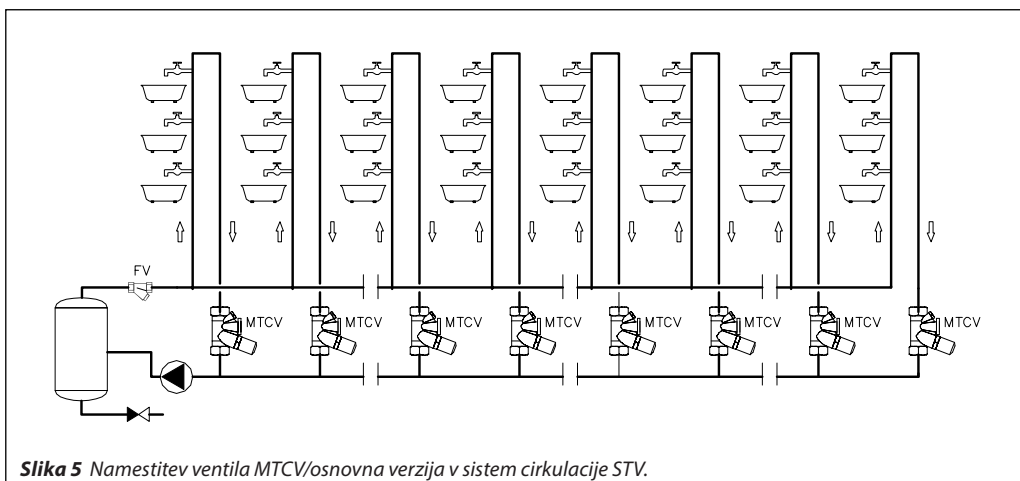 FV
MTCV MTCV MTCV MTCV MTCV MTCV MTCV MTCV
Slika 5 Namestitev ventila MTCV/osnovna verzija v sistem cirkulacije STV.